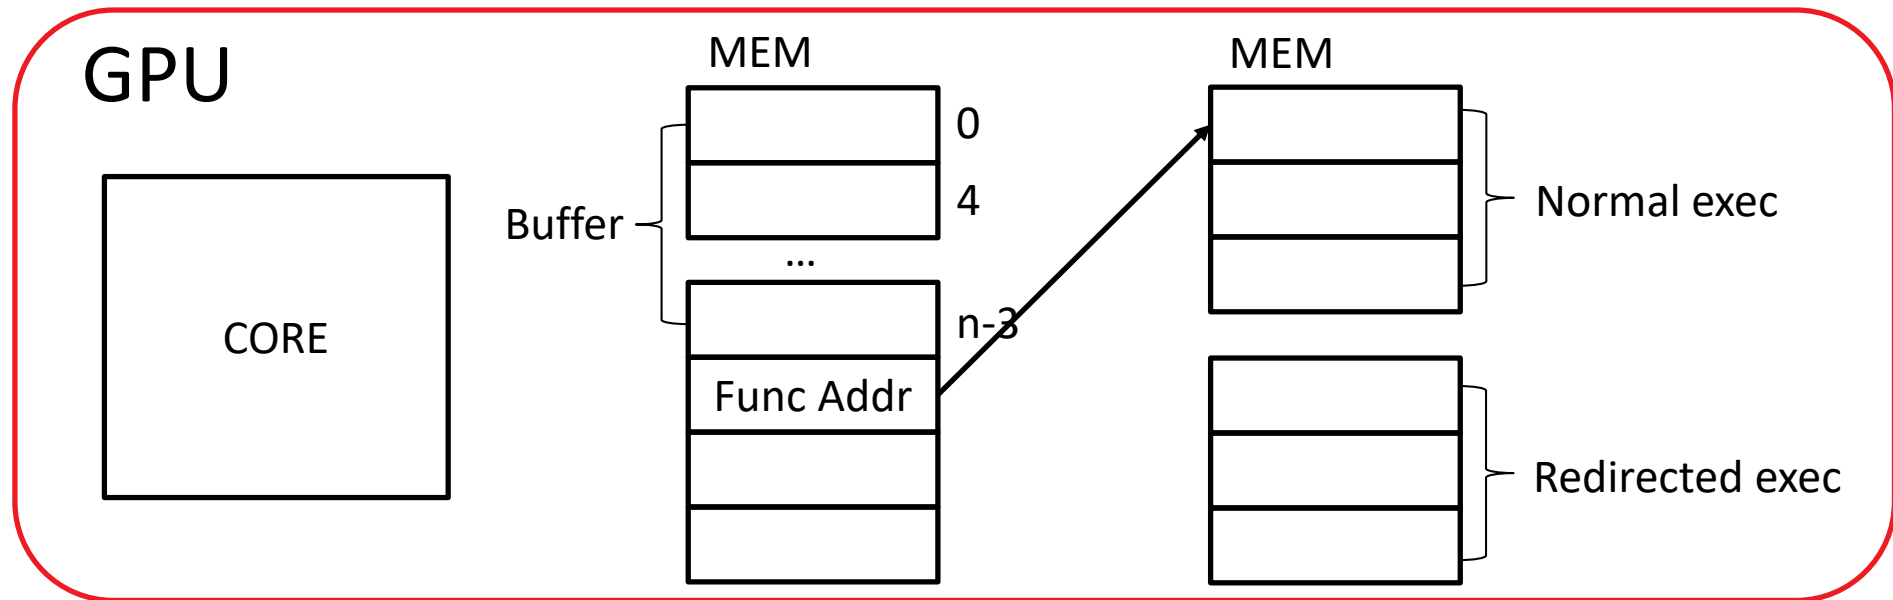 GPU
CORE
MEM
Buffer
0
4
...
n-3
Func Addr
MEM
Normal exec
Redirected exec